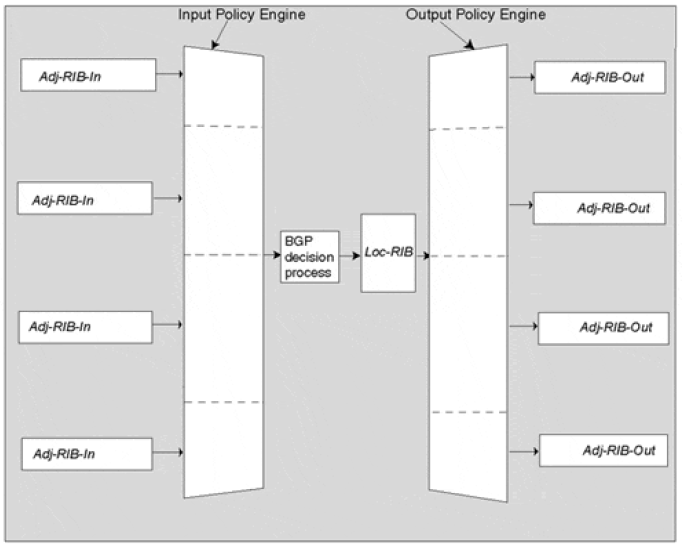 Input Policy Engine
Output Policy Engine
Adj-RIB-In
Adj-RIB-Out
Adj-RIB-In
Adj-RIB-Out
BGP
decision
process
Loc-RIB
Adj-RIB-In
Adj-RIB-Out
Adj-RIB-In
Adj-RIB-Out